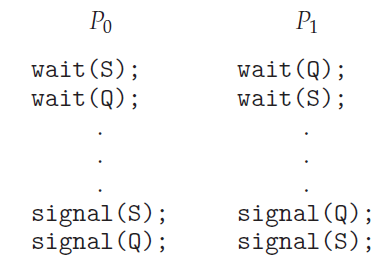 P0 P1
wait(S); wait(Q);
wait(Q); wait(S);
. .
. .
. .
signal(S); signal(Q);
signal(Q); signal(S);